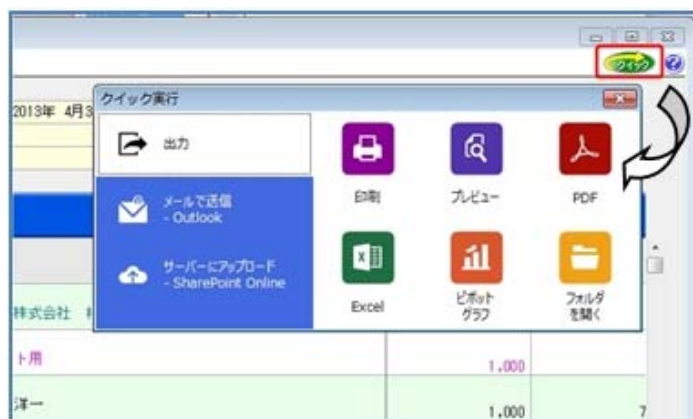 クイック
2013年 4月3
クイック実行
出力
メールで送信
- Outlook
サーバーにアップロード
- SharePoint Online
印刷
プレビュー
PDF
Excel
ピボット
グラフ
フォルダ
を開く
株式会社
ト用
1,000
洋一
1,000
7